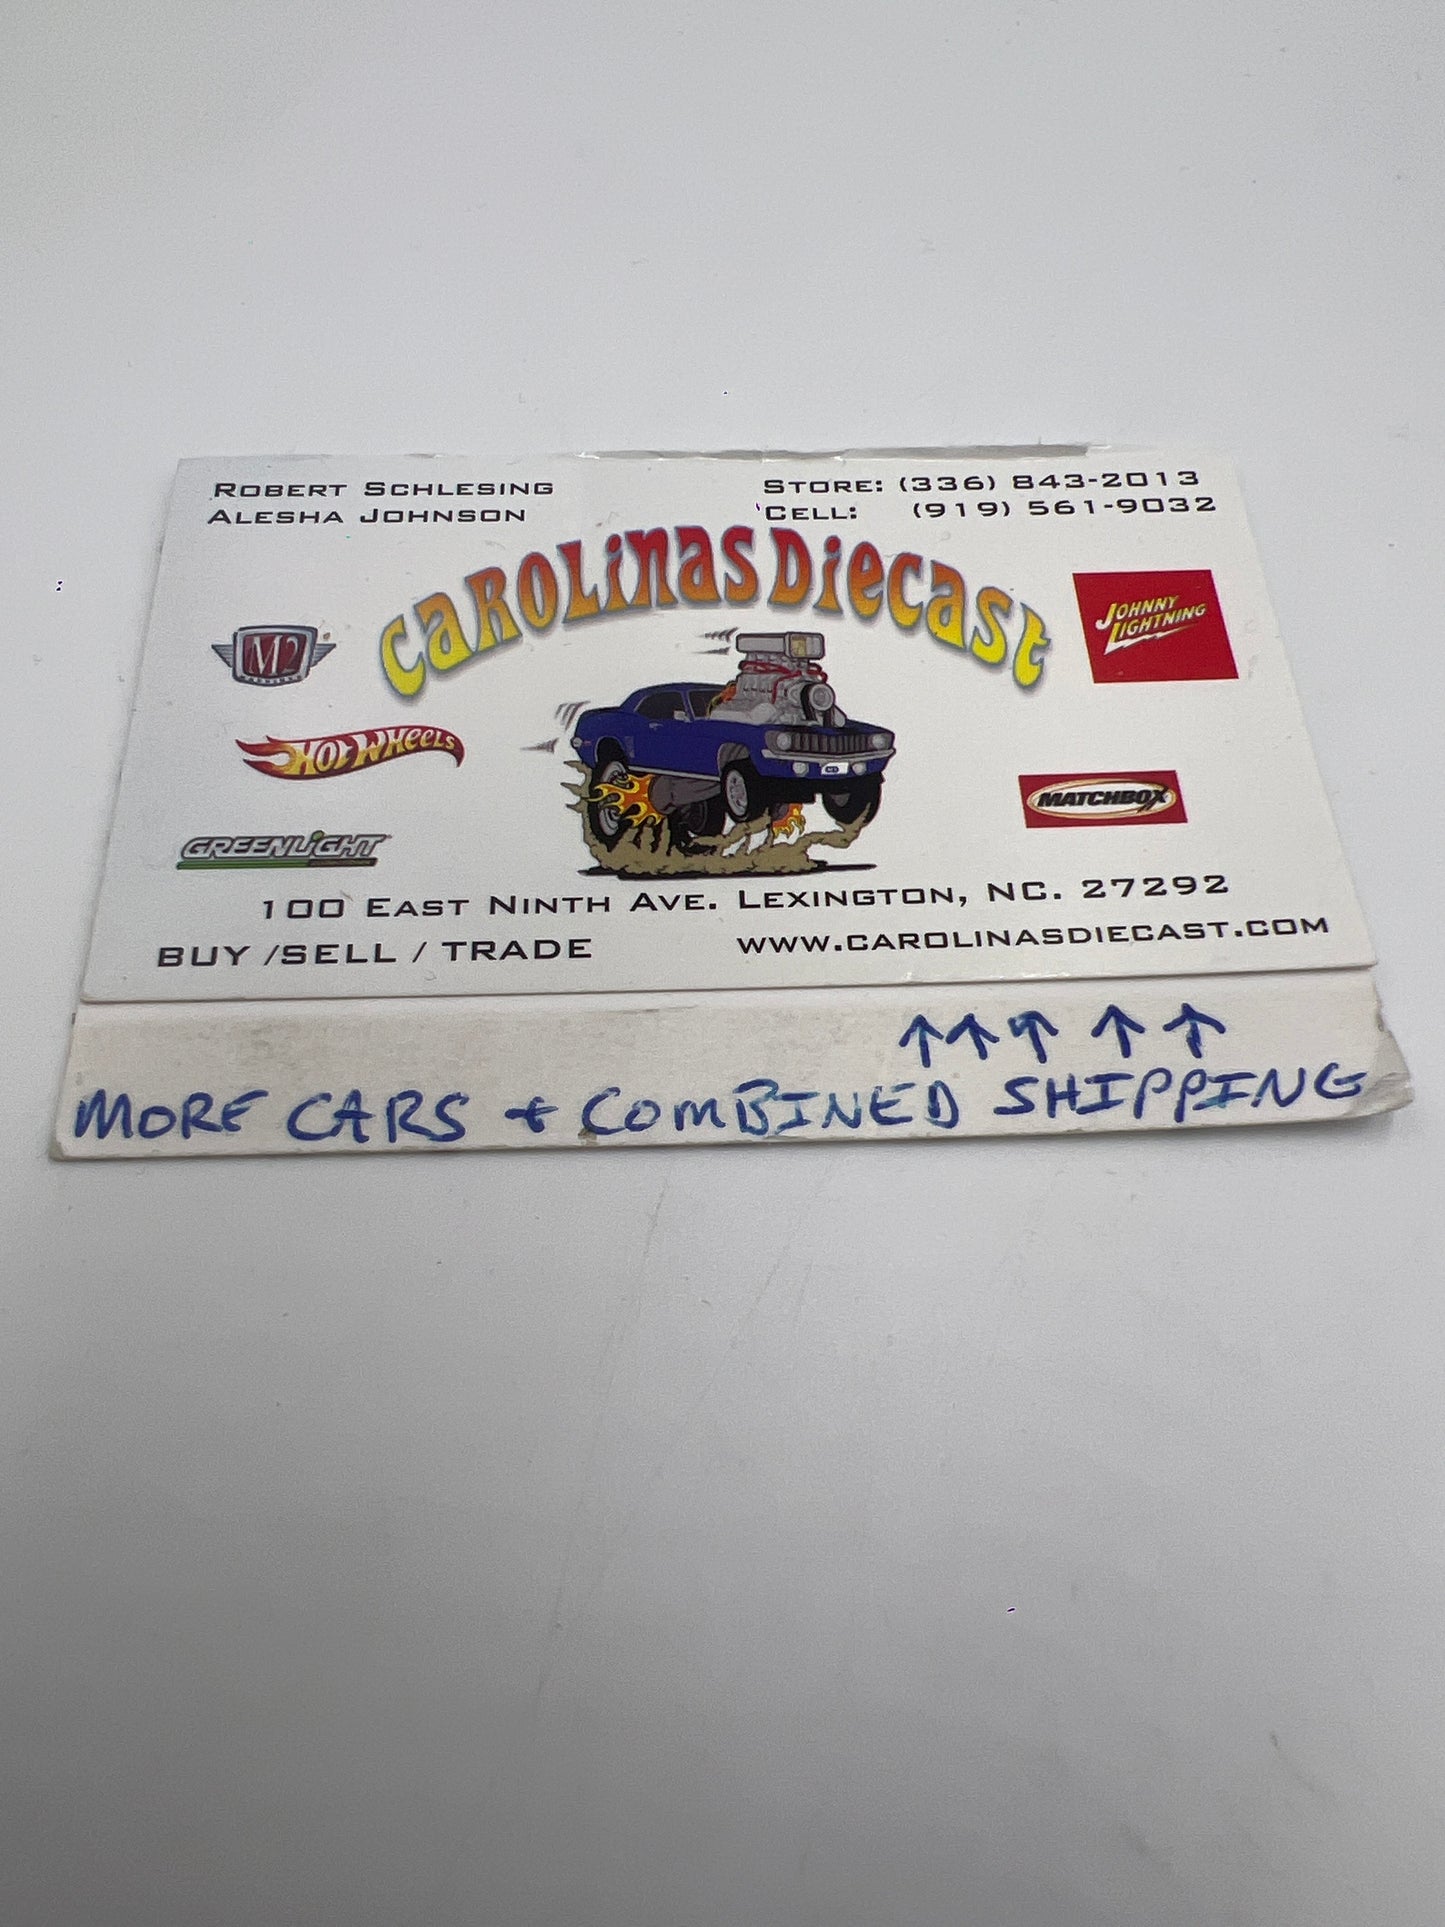 ROBERT SCHLESING
ALESHA JOHNSON
STORE: (336) 843-2013
CELL: (919) 561-9032
CAROLINAS DIECAST
M2
JOHNNY
LIGHTNING
HOT WHEELS
MATCHBOX
GREENLIGHT
100 EAST NINTH AVE. LEXINGTON, NC. 27292
BUY /SELL / TRADE
WWW.CAROLINASDIECAST.COM
↑ ↑ ↑ ↑ ↑
MORE CARS + COMBINED SHIPPING